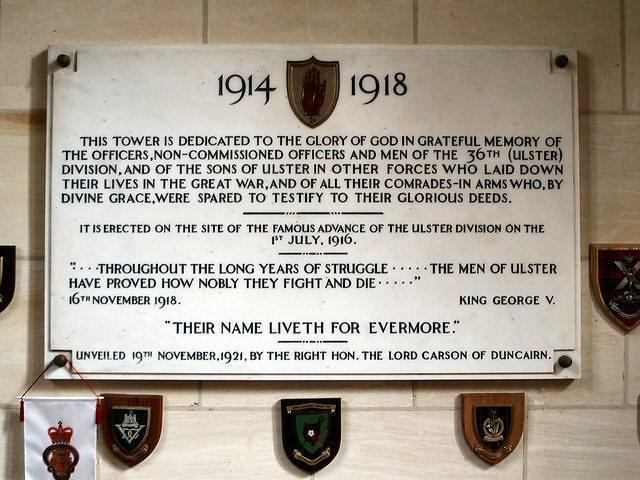 1914 1918
THIS TOWER IS DEDICATED TO THE GLORY OF GOD IN GRATEFUL MEMORY OF
THE OFFICERS, NON-COMMISSIONED OFFICERS AND MEN OF THE 36TH (ULSTER)
DIVISION, AND OF THE SONS OF ULSTER IN OTHER FORCES WHO LAID DOWN
THEIR LIVES IN THE GREAT WAR, AND OF ALL THEIR COMRADES-IN ARMS WHO, BY
DIVINE GRACE, WERE SPARED TO TESTIFY TO THEIR GLORIOUS DEEDS.
IT IS ERECTED ON THE SITE OF THE FAMOUS ADVANCE OF THE ULSTER DIVISION ON THE
1ST JULY, 1916.
"···THROUGHOUT THE LONG YEARS OF STRUGGLE ····· THE MEN OF ULSTER
HAVE PROVED HOW NOBLY THEY FIGHT AND DIE ·····"
16TH NOVEMBER 1918. KING GEORGE V.
"THEIR NAME LIVETH FOR EVERMORE."
UNVEILED 19TH NOVEMBER, 1921, BY THE RIGHT HON. THE LORD CARSON OF DUNCAIRN.